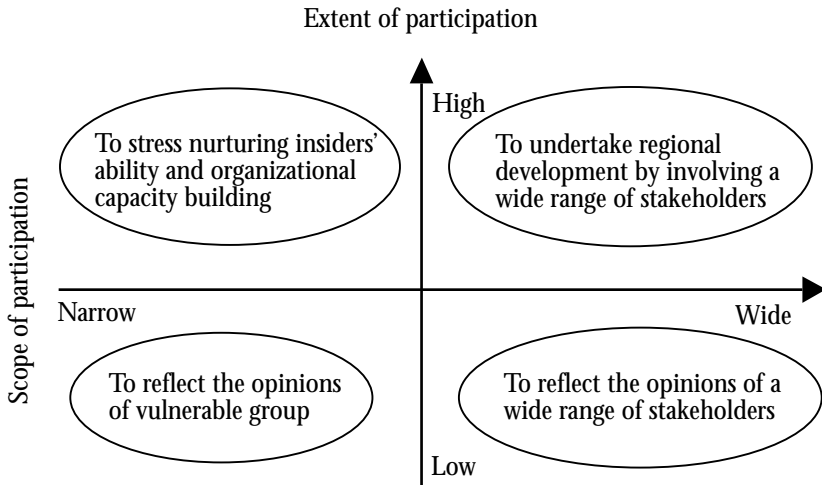 Extent of participation
High
To stress nurturing insiders’
ability and organizational
capacity building
To undertake regional
development by involving a
wide range of stakeholders
Scope of participation
Narrow
Wide
To reflect the opinions
of vulnerable group
To reflect the opinions of a
wide range of stakeholders
Low